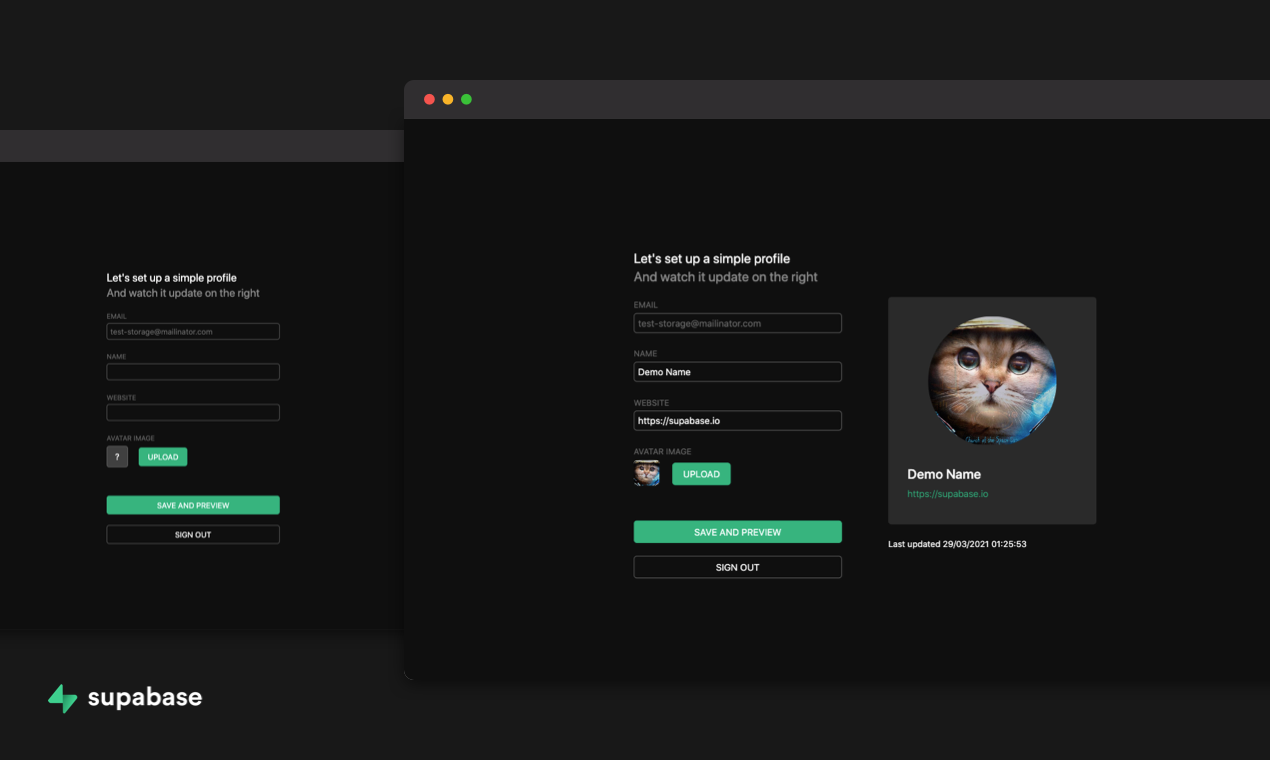 Let's set up a simple profile
And watch it update on the right
EMAIL
test-storage@mailinator.com
NAME
WEBSITE
AVATAR IMAGE
?
UPLOAD
SAVE AND PREVIEW
SIGN OUT
Let's set up a simple profile
And watch it update on the right
EMAIL
test-storage@mailinator.com
NAME
Demo Name
WEBSITE
https://supabase.io
AVATAR IMAGE
UPLOAD
SAVE AND PREVIEW
SIGN OUT
Demo Name
https://supabase.io
Last updated 29/03/2021 01:25:53
supabase